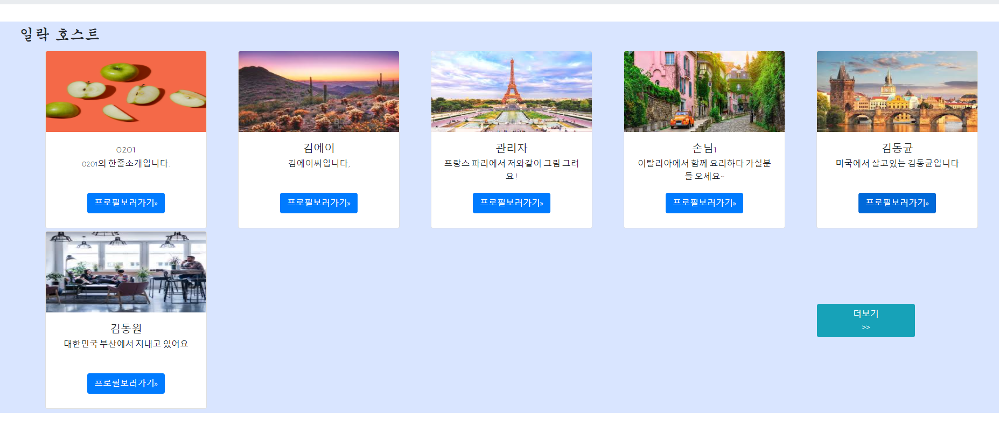 일락 호스트
0201
0201의 한줄소개입니다.
프로필보러가기»
김에이
김에이씨입니다,
프로필보러가기»
관리자
프랑스 파리에서 저와같이 그림 그려
요 !
프로필보러가기»
손님1
이탈리아에서 함께 요리하다 가실분
들 오세요~
프로필보러가기»
김동균
미국에서 살고있는 김동균입니다
프로필보러가기»
김동원
대한민국 부산에서 지내고 있어요
프로필보러가기»
더보기
>>